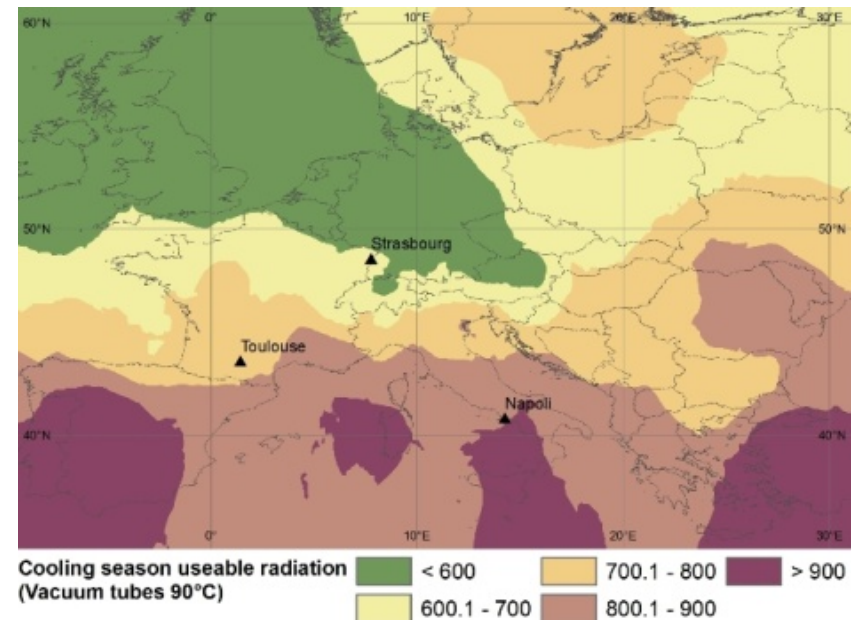 60°N 0° 10°E 20°E 30°E
50°N 50°N
Strasbourg
Toulouse
Napoli
40°N 40°N
0° 10°E 20°E 30°E
Cooling season useable radiation
(Vacuum tubes 90°C)
< 600
700.1 - 800
> 900
600.1 - 700
800.1 - 900